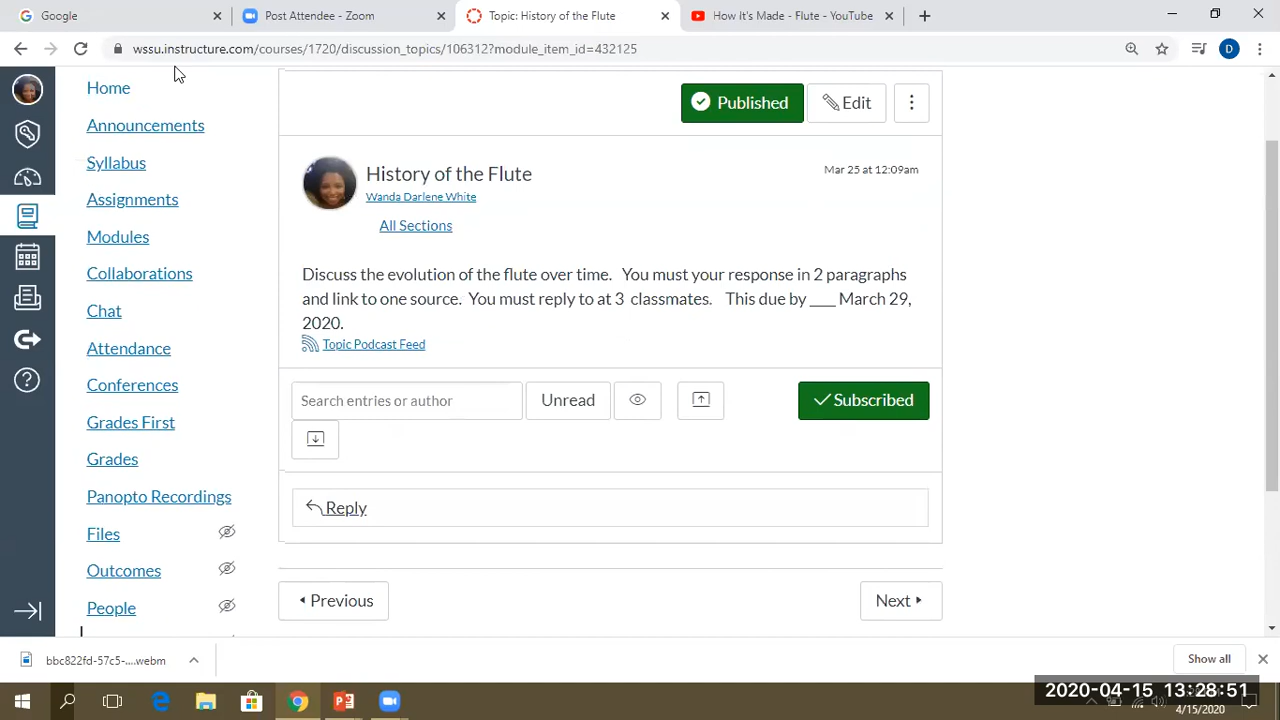 Google
Post Attendee - Zoom
Topic: History of the Flute
How it's Made - Flute - YouTube
wssu.instructure.com/courses/1720/discussion_topics/106312?module_item_id=432125
D
Home
Announcements
Syllabus
Assignments
Modules
Collaborations
Chat
Attendance
Conferences
Grades First
Grades
Panopto Recordings
Files
Outcomes
People
Published
Edit
History of the Flute
Mar 25 at 12:09am
Wanda Darlene White
All Sections
Discuss the evolution of the flute over time. You must your response in 2 paragraphs
and link to one source. You must reply to at 3 classmates. This due by ___ March 29,
2020.
Topic Podcast Feed
Search entries or author
Unread
Subscribed
Reply
Previous
Next
bbc822fd-57c5-....webm
Show all
2020-04-15 13:28:51
4/15/2020